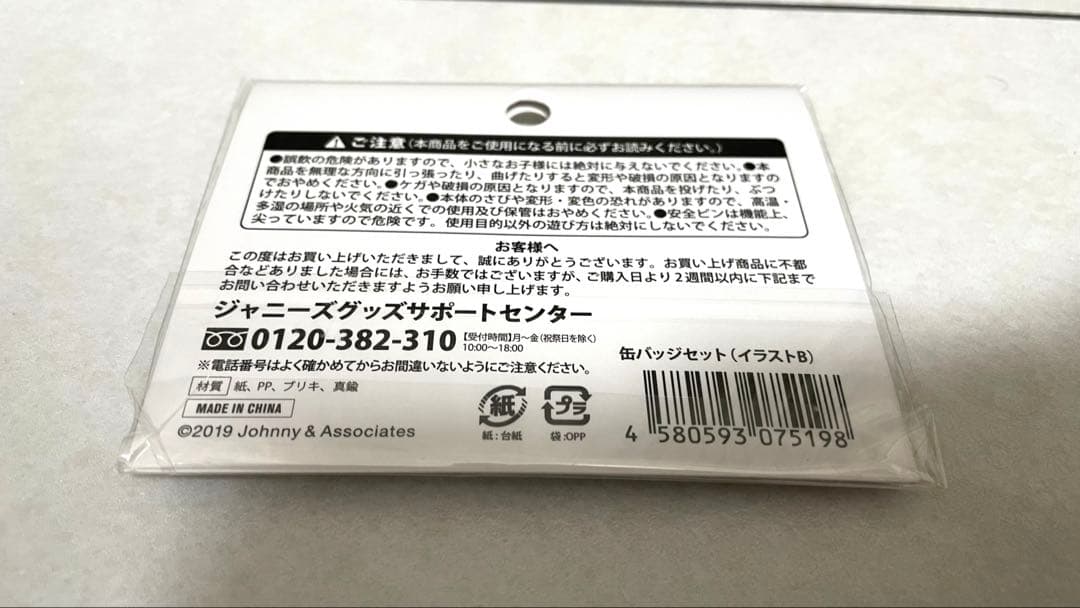 ご注意(本商品をご使用になる前に必ずお読みください。)
●誤飲の危険がありますので、小さなお子様には絶対に与えないでください。●本
商品を無理な方向に引っ張ったり、曲げたりすると変形や破損の原因となりますの
でおやめください。●ケガや破損の原因となりますので、本商品を投げたり、ぶつ
けたりしないでください。●本体のさびや変形・変色の恐れがありますので、高温・
多湿の場所や火気の近くでの使用及び保管はおやめください。●安全ピンは機能上、
尖っていますので危険です。使用目的以外の遊び方は絶対にしないでください。
お客様へ
この度はお買い上げいただきまして、誠にありがとうございます。お買い上げ商品に不都
合などありました場合には、お手数ではございますが、ご購入日より2週間以内に下記まで
お問い合わせいただきますようお願い申し上げます。
ジャニーズグッズサポートセンター
0120-382-310 【受付時間】月~金(祝祭日を除く)
10:00~18:00
※電話番号はよく確かめてからお間違いないようにご注意ください。
材質 紙、PP、ブリキ、真鍮
MADE IN CHINA
©2019 Johnny & Associates
紙
紙:台紙
プラ
袋:OPP
缶バッジセット(イラストB)
4 580593 075198